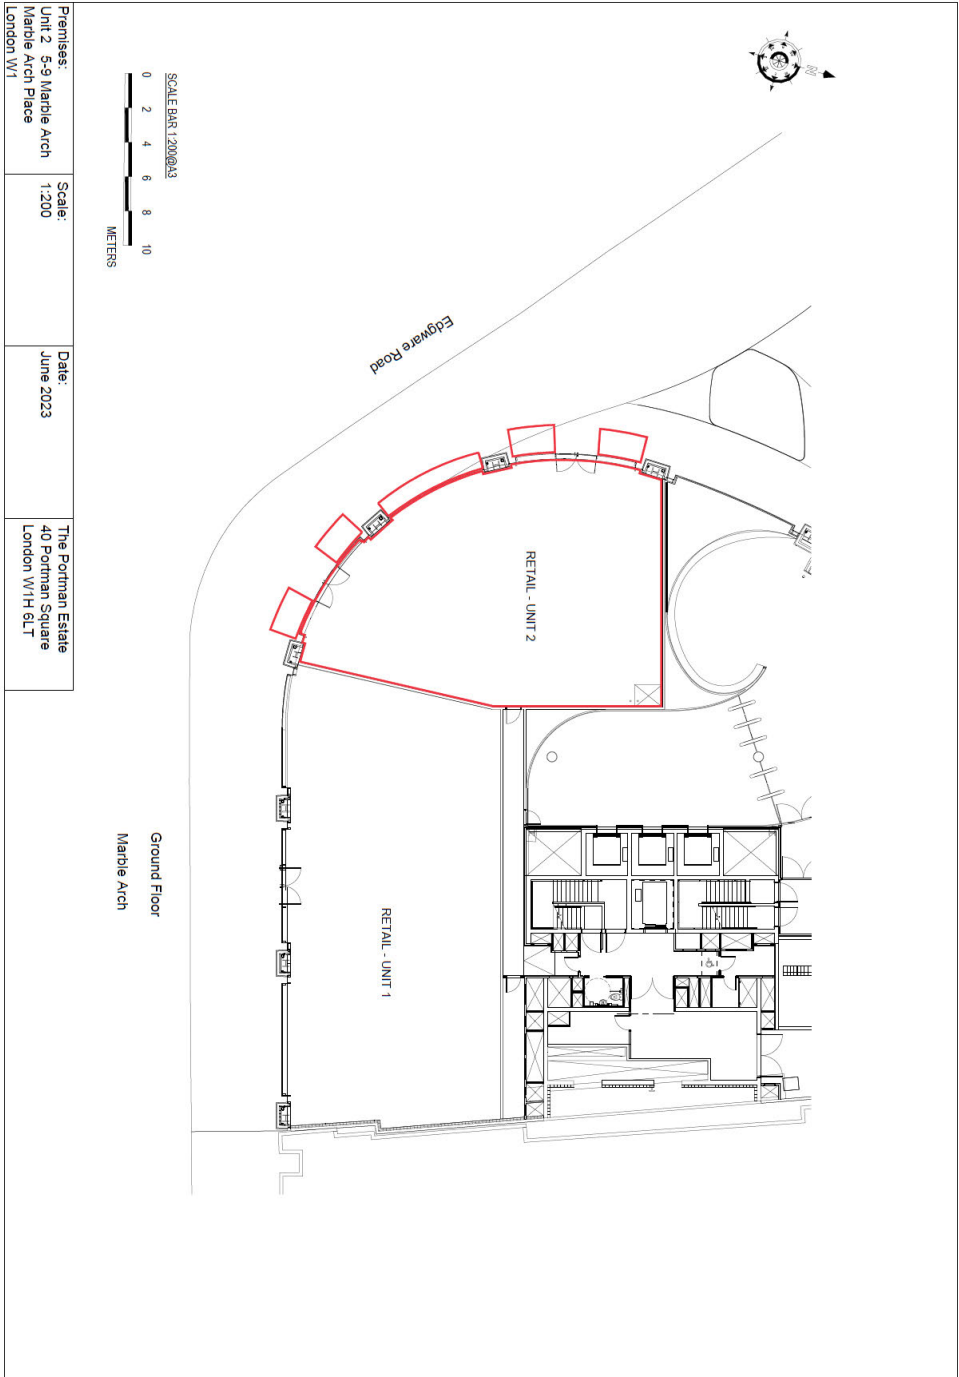 N
Edgware Road
RETAIL - UNIT 2
RETAIL - UNIT 1
Ground Floor
Marble Arch
SCALE BAR 1:200@A3
0 2 4 6 8 10
METERS
Premises:
Unit 2 5-9 Marble Arch
Marble Arch Place
London W1
Scale:
1:200
Date:
June 2023
The Portman Estate
40 Portman Square
London W1H 6LT